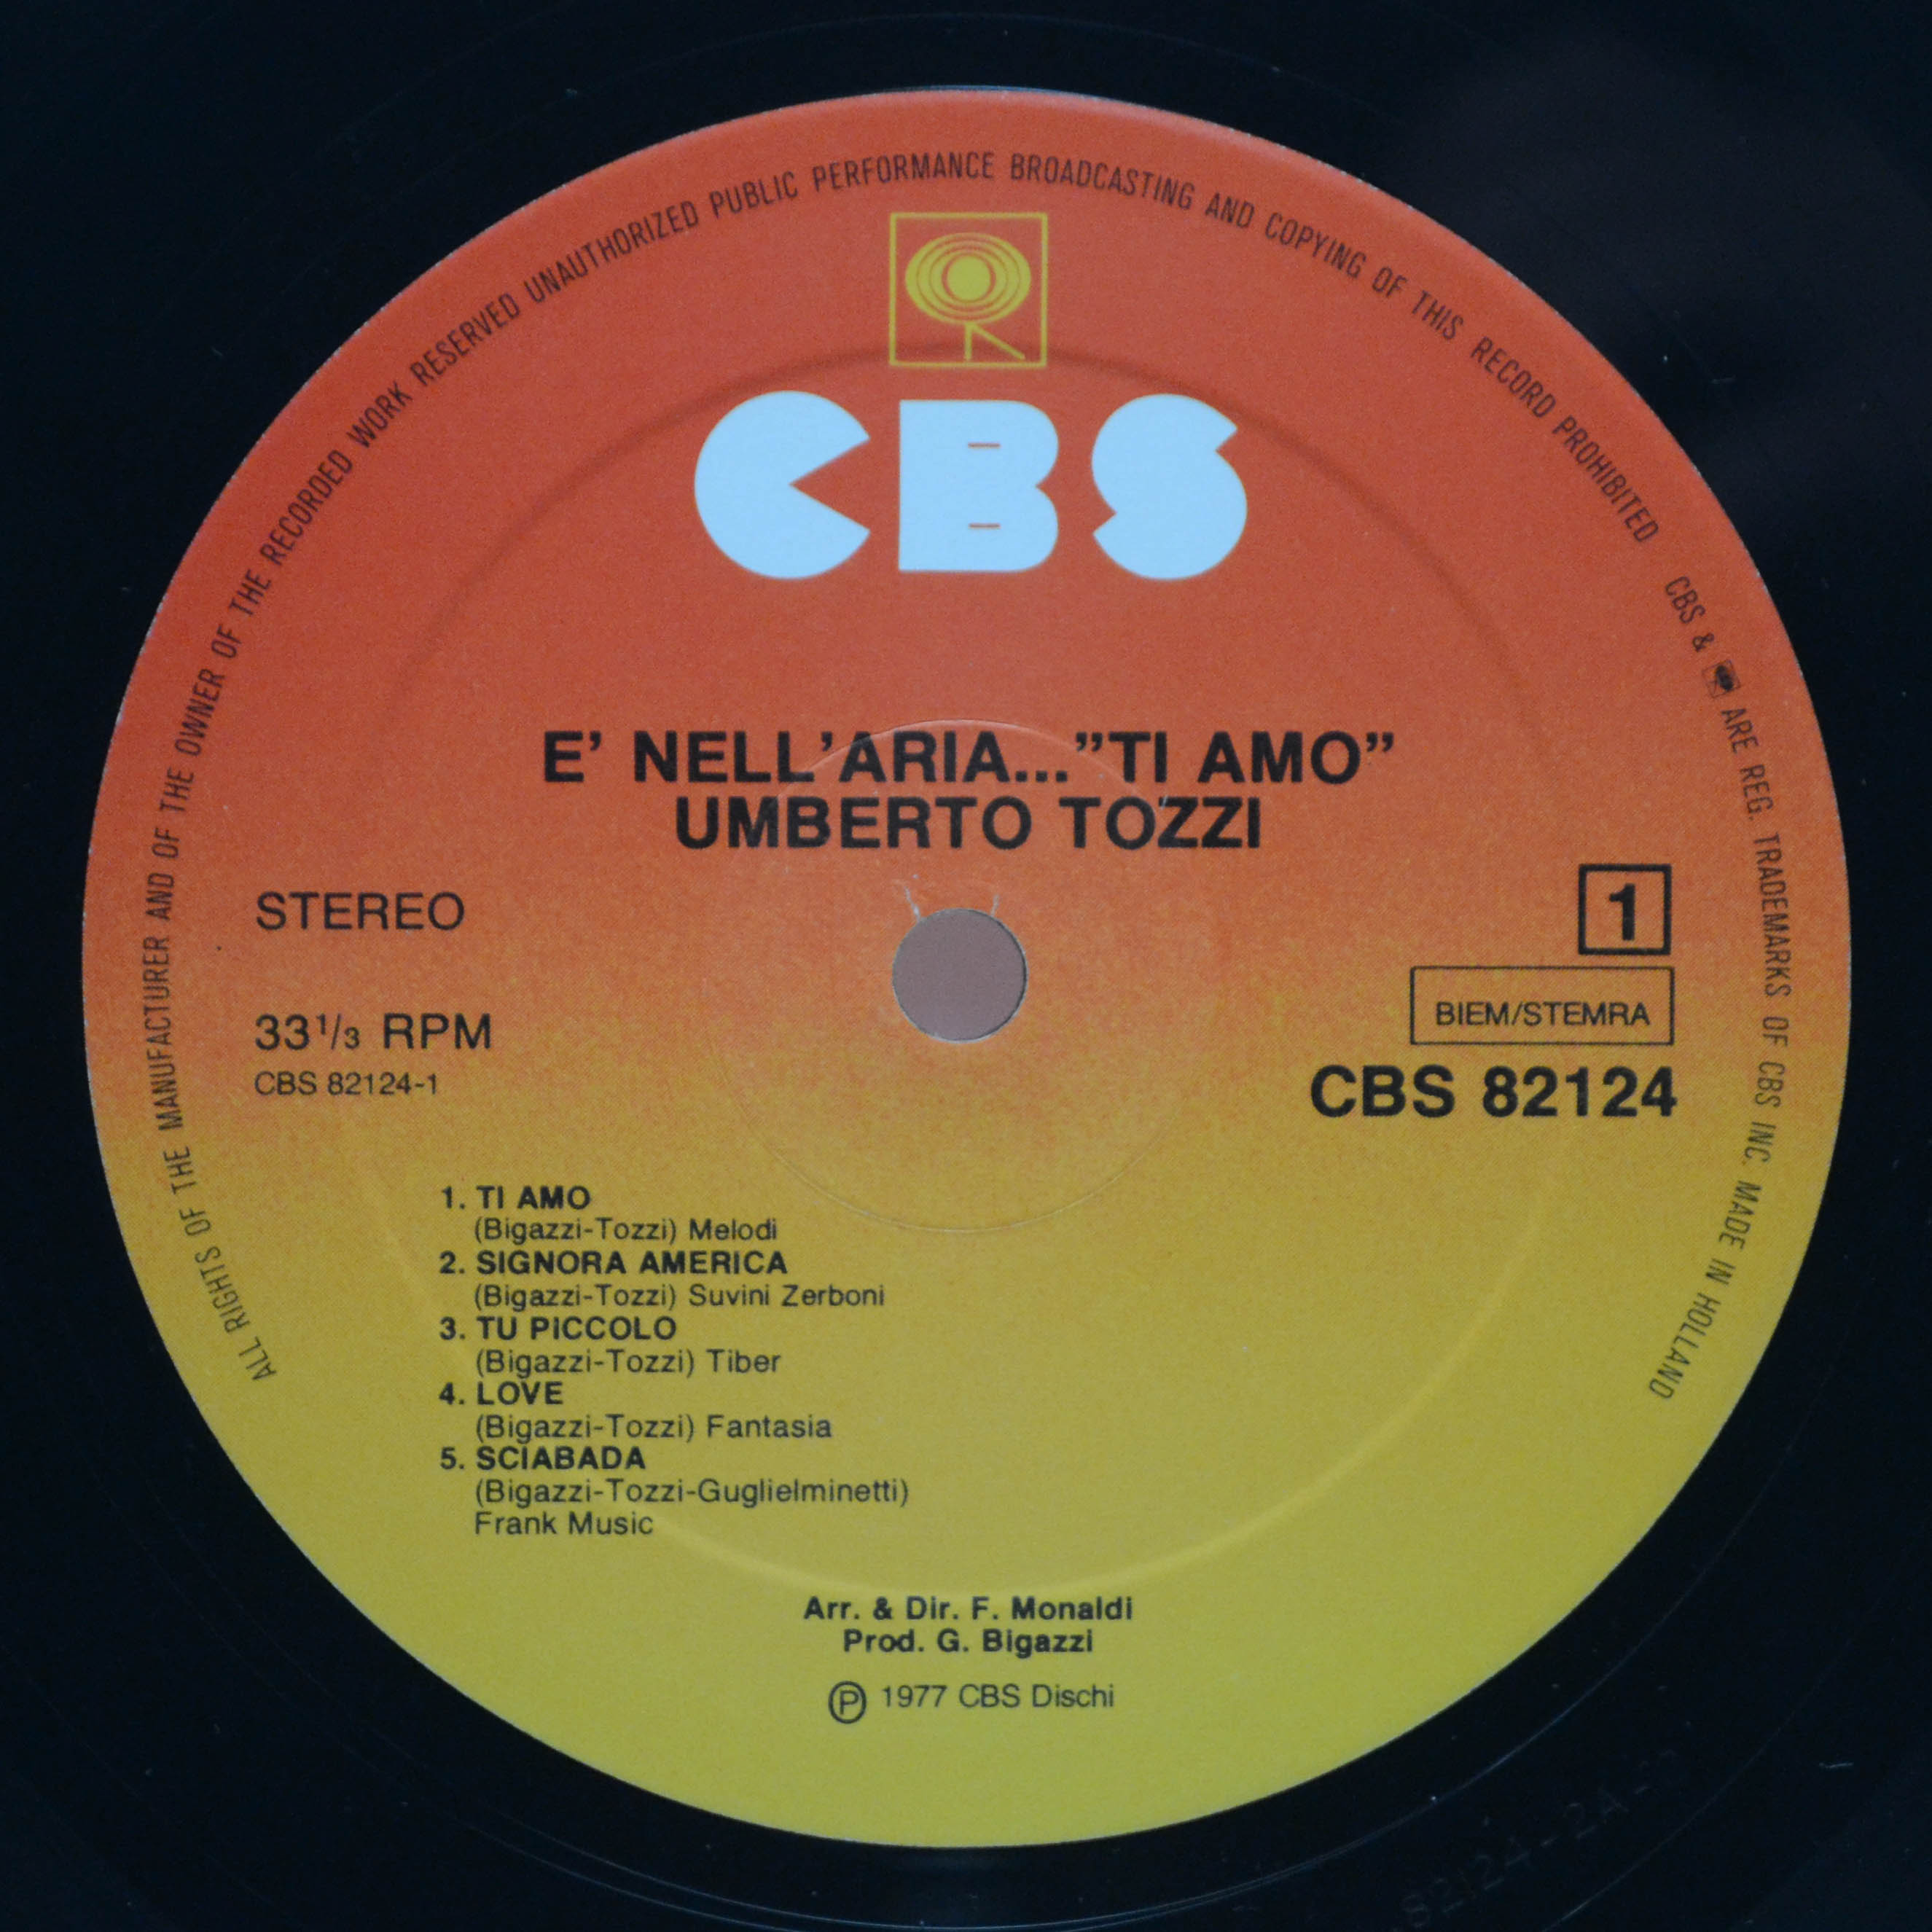 ALL RIGHTS OF THE MANUFACTURER AND OF THE OWNER OF THE RECORDED WORK RESERVED UNAUTHORIZED PUBLIC PERFORMANCE BROADCASTING AND COPYING OF THIS RECORD PROHIBITED CBS & ARE REG. TRADEMARKS OF CBS INC. MADE IN HOLLAND
CBS
E' NELL'ARIA..."TI AMO"
UMBERTO TOZZI
STEREO
1
33 1/3 RPM
BIEM/STEMRA
CBS 82124-1
CBS 82124
1. TI AMO
(Bigazzi-Tozzi) Melodi
2. SIGNORA AMERICA
(Bigazzi-Tozzi) Suvini Zerboni
3. TU PICCOLO
(Bigazzi-Tozzi) Tiber
4. LOVE
(Bigazzi-Tozzi) Fantasia
5. SCIABADA
(Bigazzi-Tozzi-Guglielminetti)
Frank Music
Arr. & Dir. F. Monaldi
Prod. G. Bigazzi
Ⓟ 1977 CBS Dischi